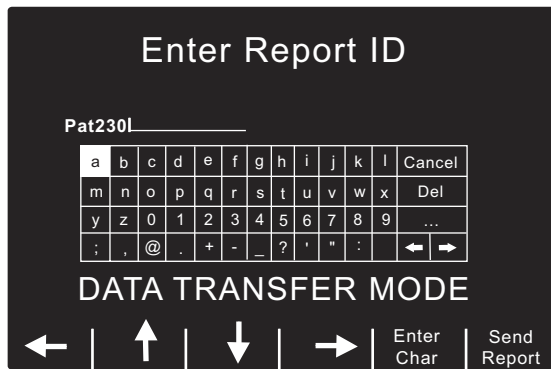 Enter Report ID
Pat230
a b c d e f g h i j k l Cancel
m n o p q r s t u v w x Del
y z 0 1 2 3 4 5 6 7 8 9 ...
; , @ . + - _ ? ' " :
DATA TRANSFER MODE
Enter Char
Send Report